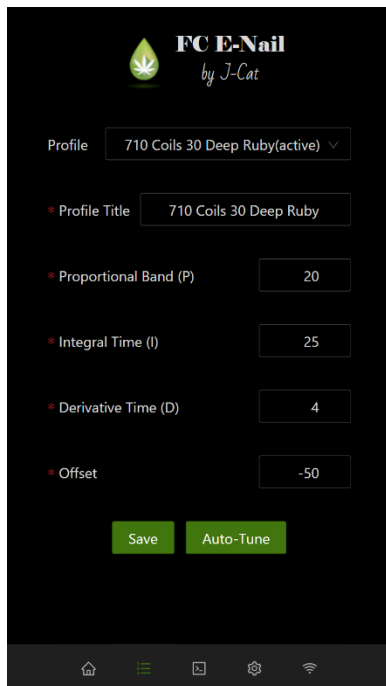 FC E-Nail
by J-Cat
Profile 710 Coils 30 Deep Ruby(active)
* Profile Title 710 Coils 30 Deep Ruby
* Proportional Band (P) 20
* Integral Time (I) 25
* Derivative Time (D) 4
* Offset -50
Save Auto-Tune